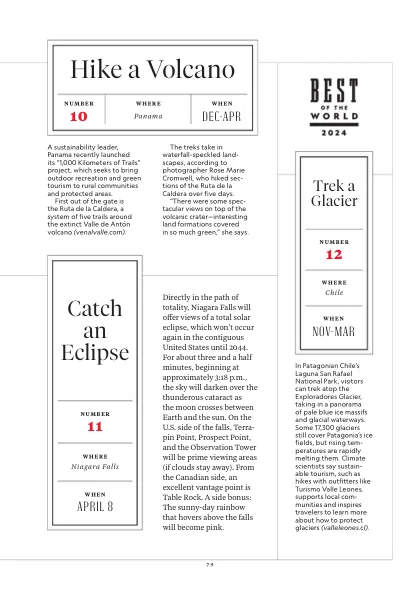 Hike a Volcano
NUMBER
10
WHERE
Panama
WHEN
DEC-APR
A sustainability leader,
Panama recently launched
its "1,000 Kilometers of Trails"
project, which seeks to bring
outdoor recreation and green
tourism to rural communities
and protected areas.
First out of the gate is
the Ruta de la Caldera, a
system of five trails around
the extinct Valle de Antón
volcano (venalvalle.com).
The treks take in
waterfall-speckled land-
scapes, according to
photographer Rose Marie
Cromwell, who hiked sec-
tions of the Ruta de la
Caldera over five days.
"There were some spec-
tacular views on top of the
volcanic crater—interesting
land formations covered
in so much green," she says.
BEST
OF THE
WORLD
2024
Trek a
Glacier
NUMBER
12
WHERE
Chile
WHEN
NOV-MAR
In Patagonian Chile's
Laguna San Rafael
National Park, visitors
can trek atop the
Exploradores Glacier,
taking in a panorama
of pale blue ice massifs
and glacial waterways.
Some 17,300 glaciers
still cover Patagonia's ice
fields, but rising tem-
peratures are rapidly
melting them. Climate
scientists say sustain-
able tourism, such as
hikes with outfitters like
Turismo Valle Leones,
supports local com-
munities and inspires
travelers to learn more
about how to protect
glaciers (valleleones.cl).
Catch
an
Eclipse
NUMBER
11
WHERE
Niagara Falls
WHEN
APRIL 8
Directly in the path of
totality, Niagara Falls will
offer views of a total solar
eclipse, which won't occur
again in the contiguous
United States until 2044.
For about three and a half
minutes, beginning at
approximately 3:18 p.m.,
the sky will darken over the
thunderous cataract as
the moon crosses between
Earth and the sun. On the
U.S. side of the falls, Terra-
pin Point, Prospect Point,
and the Observation Tower
will be prime viewing areas
(if clouds stay away). From
the Canadian side, an
excellent vantage point is
Table Rock. A side bonus:
The sunny-day rainbow
that hovers above the falls
will become pink.
79